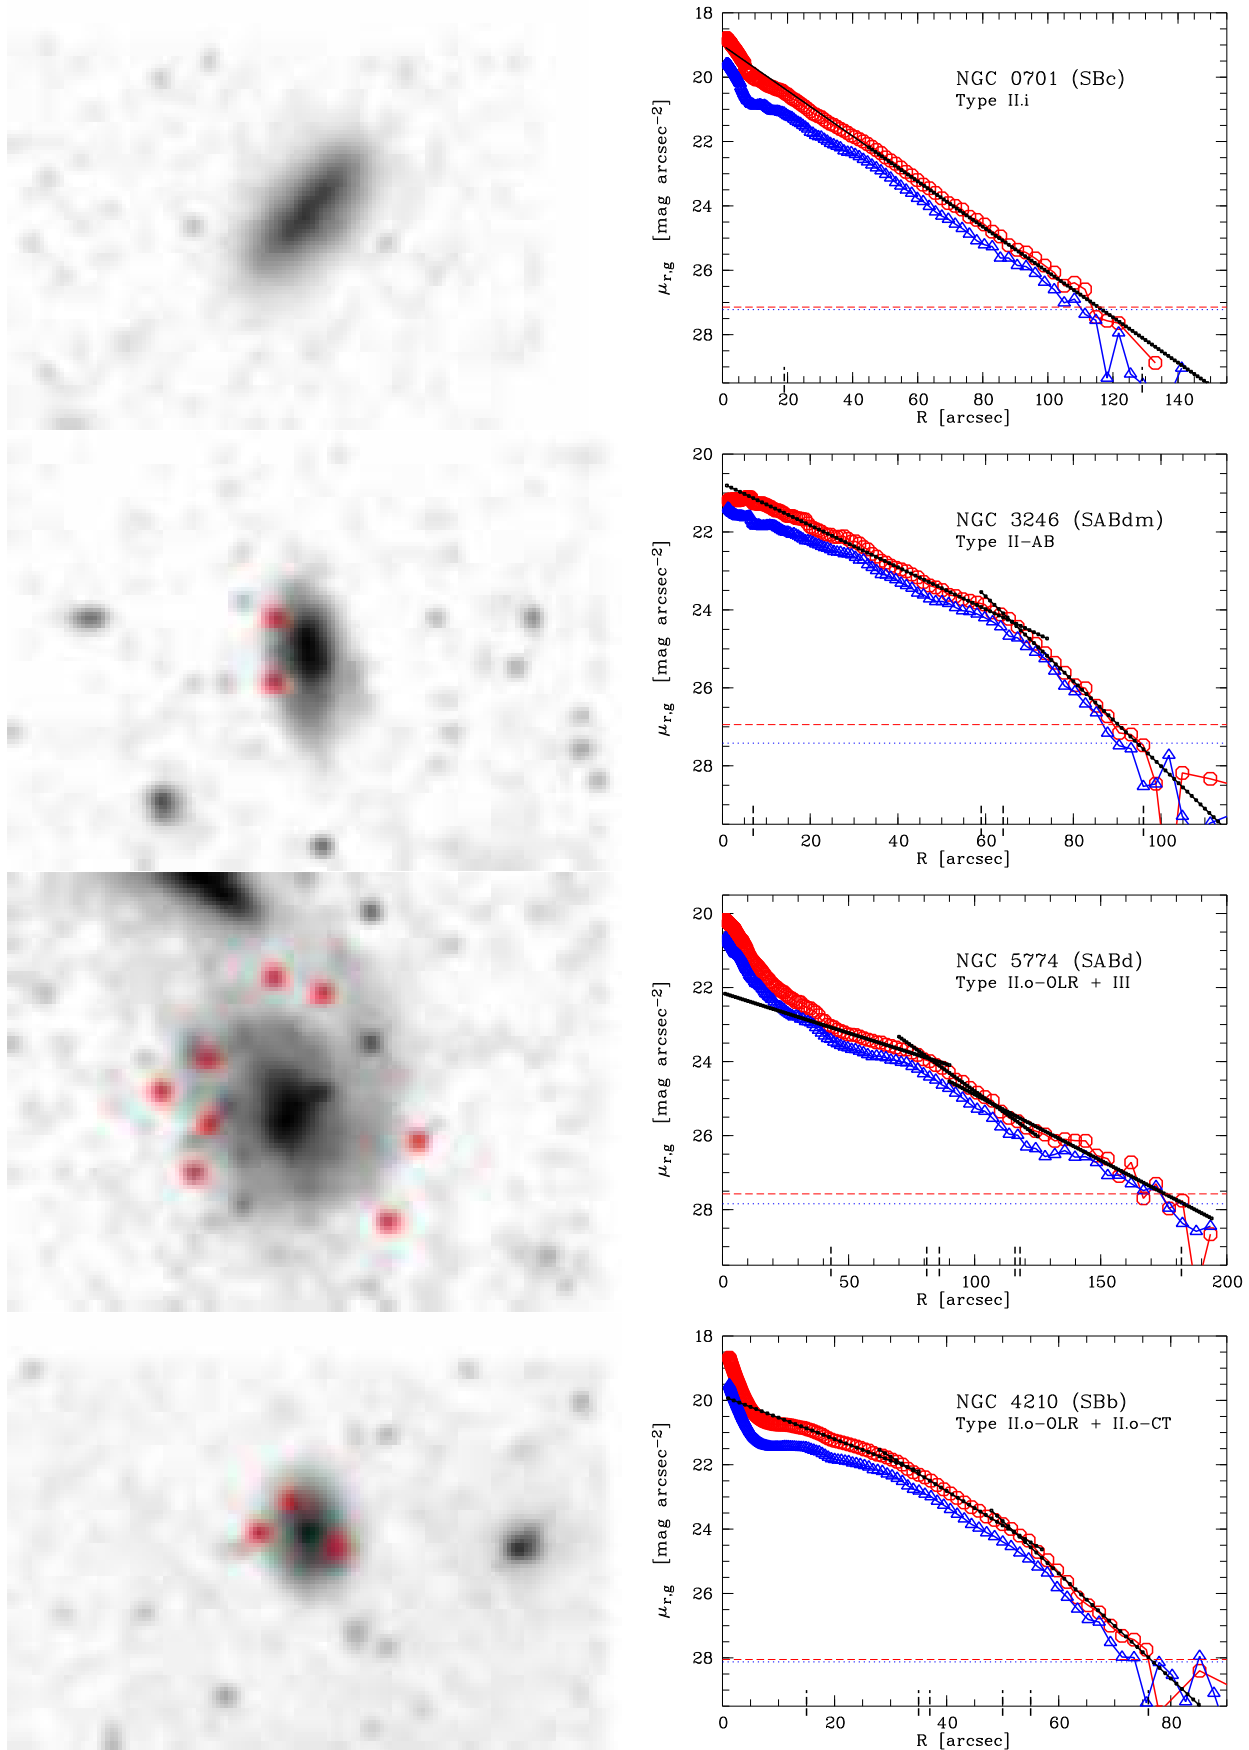 18
20
22
24
26
28
μr,g [mag arcsec−2]
NGC 0701 (SBc)
Type II.i
0 20 40 60 80 100 120 140
R [arcsec]
20
22
24
26
28
μr,g [mag arcsec−2]
NGC 3246 (SABdm)
Type II−AB
0 20 40 60 80 100
R [arcsec]
20
22
24
26
28
μr,g [mag arcsec−2]
NGC 5774 (SABd)
Type II.o−OLR + III
0 50 100 150 200
R [arcsec]
18
20
22
24
26
28
μr,g [mag arcsec−2]
NGC 4210 (SBb)
Type II.o−OLR + II.o−CT
0 20 40 60 80
R [arcsec]